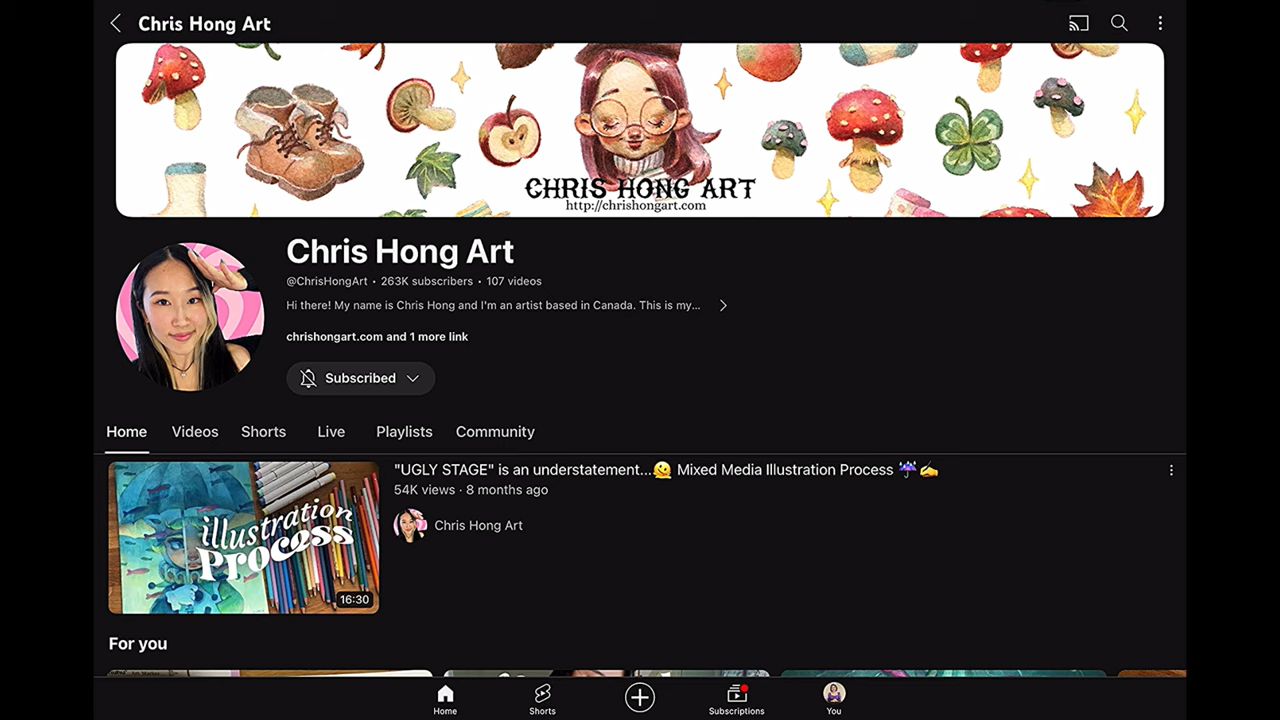 Chris Hong Art
CHRIS HONG ART
http://chrishongart.com
Chris Hong Art
@ChrisHongArt • 263K subscribers • 107 videos
Hi there! My name is Chris Hong and I'm an artist based in Canada. This is my...
chrishongart.com and 1 more link
Subscribed
Home Videos Shorts Live Playlists Community
"UGLY STAGE" is an understatement...🫠 Mixed Media Illustration Process ☔✍️
54K views · 8 months ago
Chris Hong Art
illustration
Process
16:30
For you
Home Shorts Subscriptions You